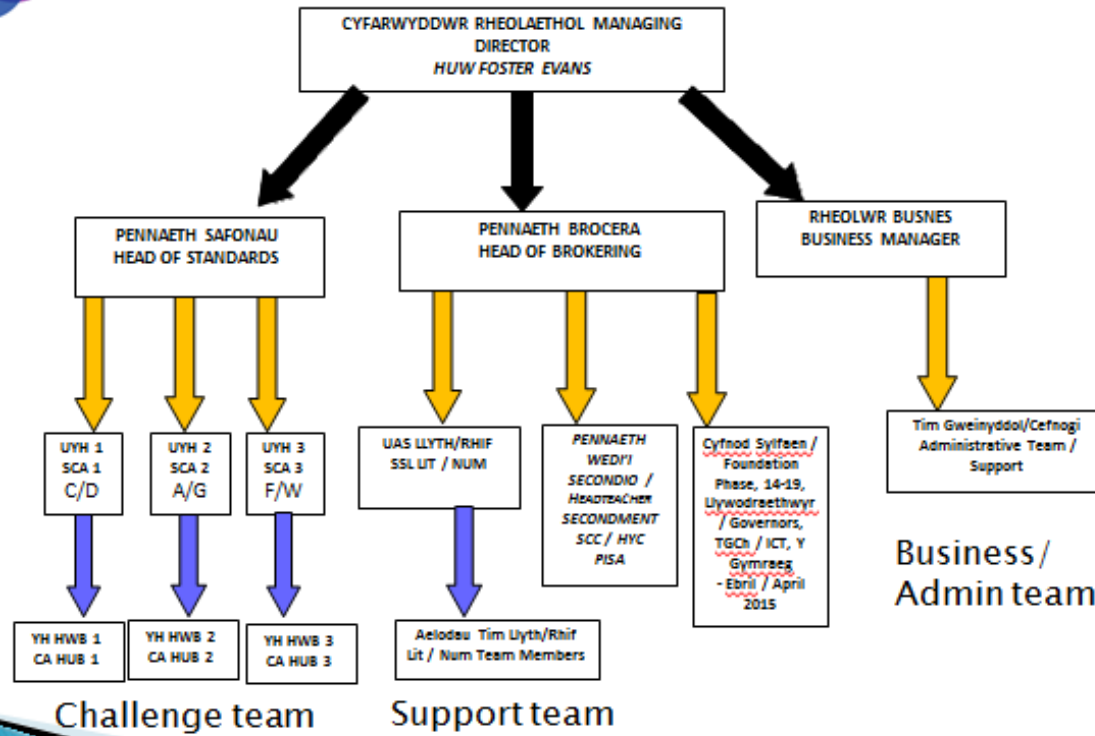 CYFARWYDDWR RHEOLAETHOL MANAGING
DIRECTOR
HUW FOSTER EVANS
PENNAETH SAFONAU
HEAD OF STANDARDS
PENNAETH BROCERA
HEAD OF BROKERING
RHEOLWR BUSNES
BUSINESS MANAGER
UYH 1
SCA 1
C/D
UYH 2
SCA 2
A/G
UYH 3
SCA 3
F/W
UAS LLYTH/RHIF
SSL LIT / NUM
PENNAETH
WEDI'I
SECONDIO /
HEADTEACHER
SECONDMENT
SCC / HYC
PISA
Cyfnod Sylfaen /
Foundation
Phase, 14-19,
Llywodraethwyr
/ Governors,
TGCh / ICT, Y
Gymraeg
- Ebril / April
2015
Tim Gweinyddol/Cefnogi
Administrative Team /
Support
YH HWB 1
CA HUB 1
YH HWB 2
CA HUB 2
YH HWB 3
CA HUB 3
Aelodau Tim Llyth/Rhif
Lit / Num Team Members
Business/
Admin team
Challenge team
Support team